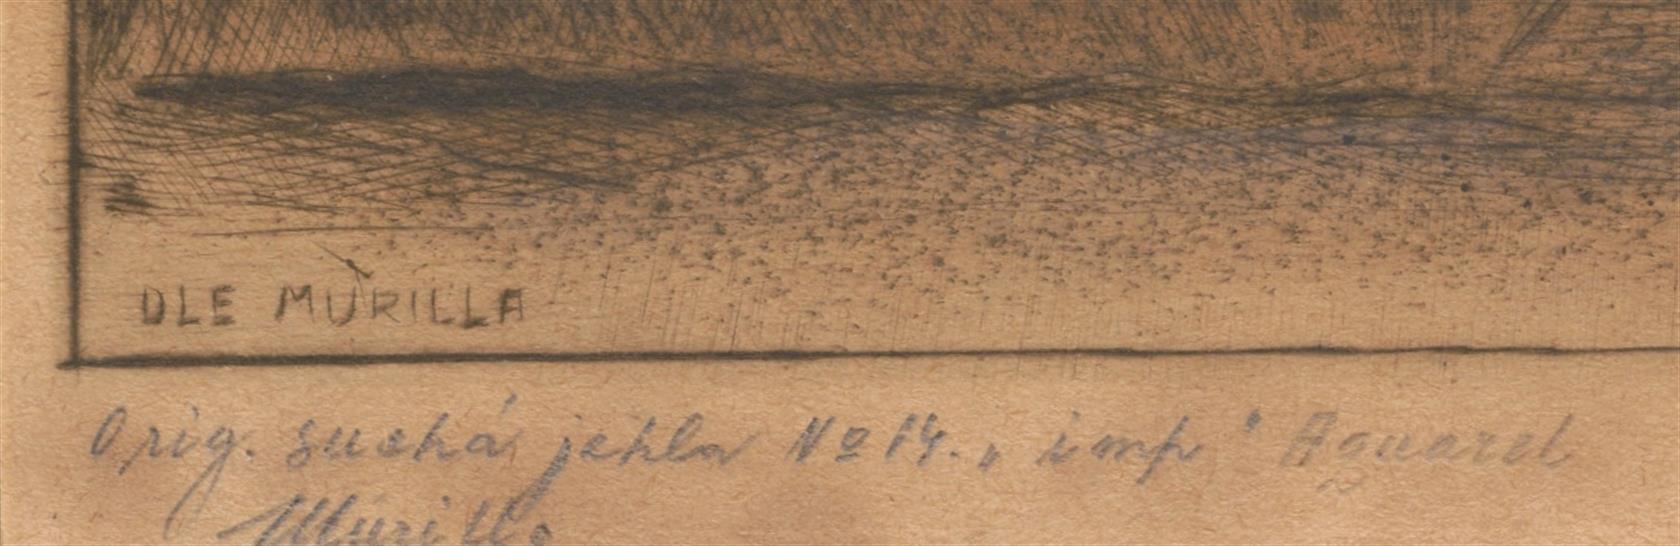 DLE MURILLA
Orig. suchá jehla No 14. „ imp " Aquarel
Murillo